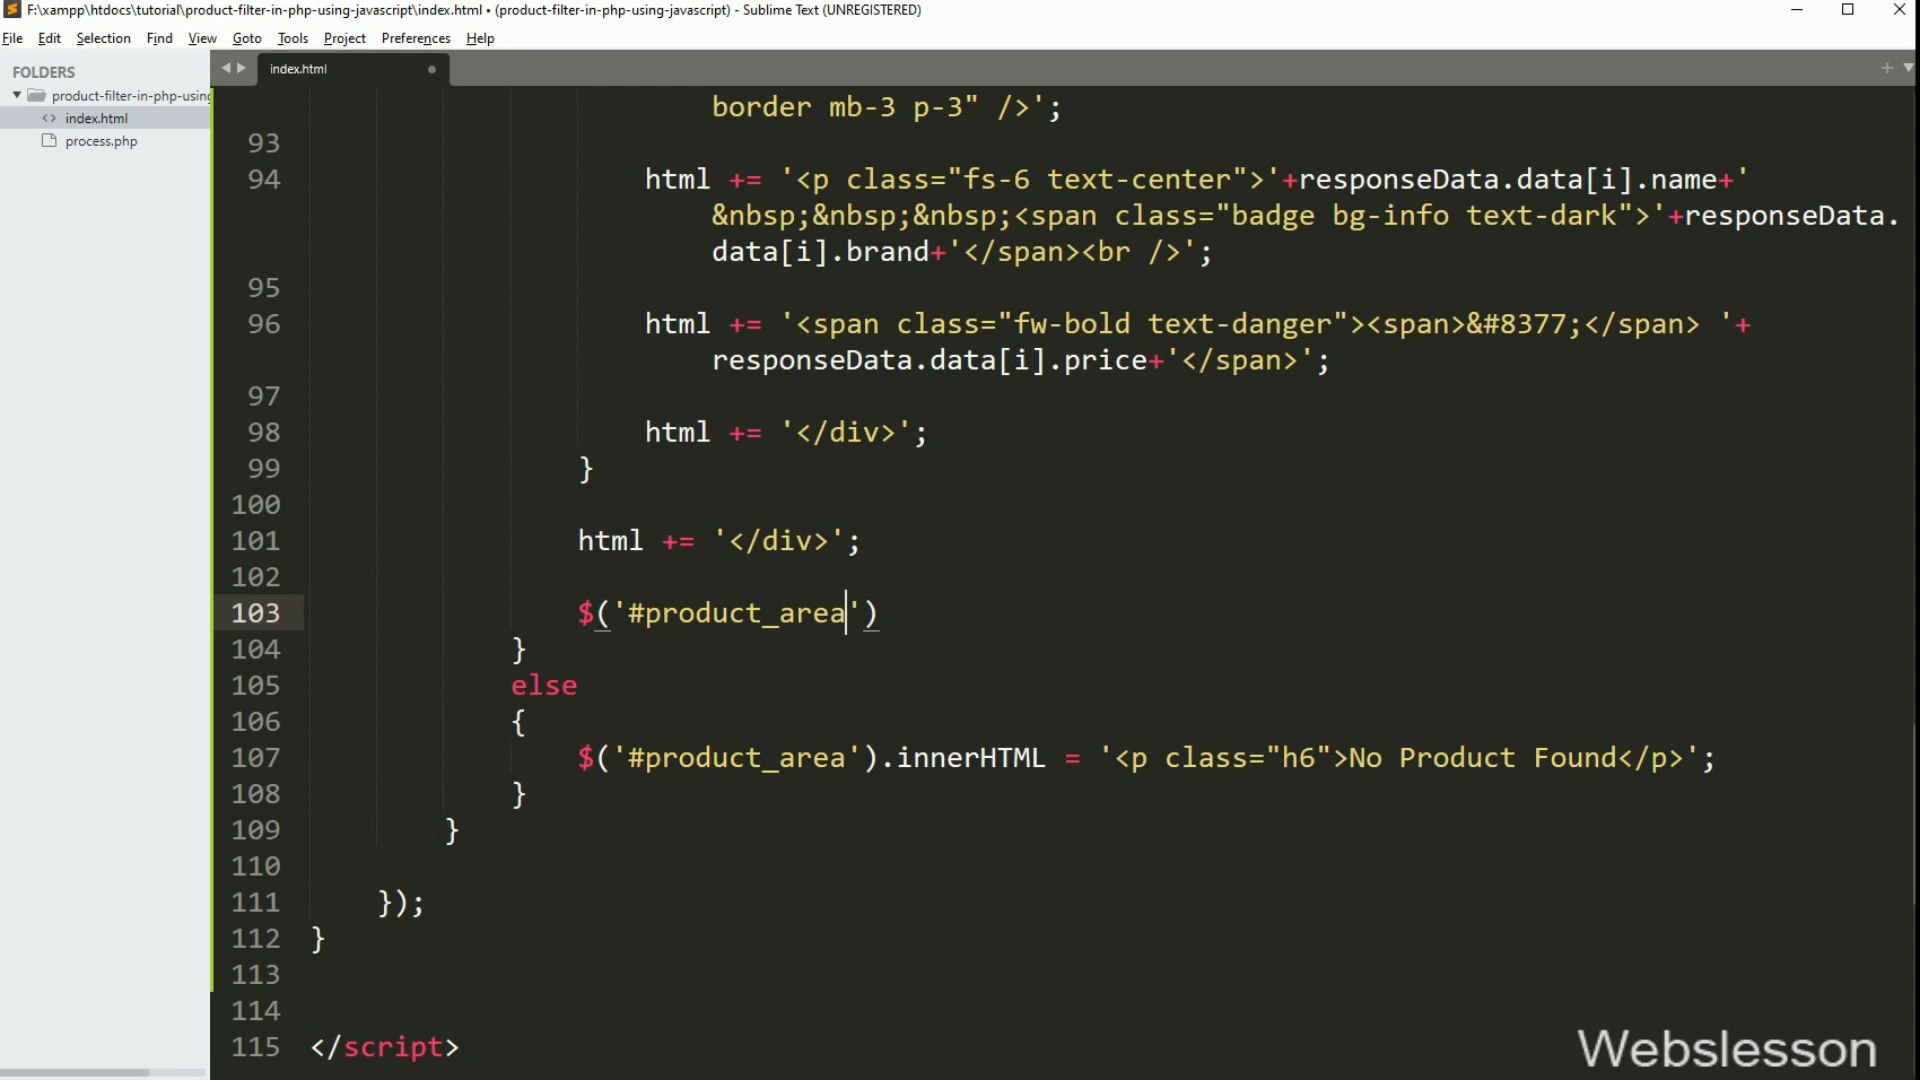 F:\xampp\htdocs\tutorial\product-filter-in-php-using-javascript\index.html • (product-filter-in-php-using-javascript) - Sublime Text (UNREGISTERED)
File Edit Selection Find View Goto Tools Project Preferences Help
FOLDERS
product-filter-in-php-using
index.html
process.php
index.html
border mb-3 p-3" />';
93
94 html += '<p class="fs-6 text-center">'+responseData.data[i].name+'
&nbsp;&nbsp;&nbsp;<span class="badge bg-info text-dark">'+responseData.
data[i].brand+'</span><br />';
95
96 html += '<span class="fw-bold text-danger"><span>&#8377;</span> '+
responseData.data[i].price+'</span>';
97
98 html += '</div>';
99 }
100
101 html += '</div>';
102
103 $('#product_area')
104 }
105 else
106 {
107 $('#product_area').innerHTML = '<p class="h6">No Product Found</p>';
108 }
109 }
110
111 });
112 }
113
114
115 </script>
Webslesson